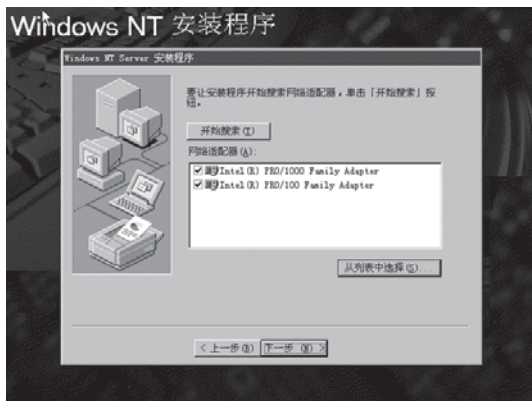 Windows NT 安装程序
Windows NT Server 安装程序
要让安装程序开始搜索网络适配器，单击「开始搜索」按
钮。
开始搜索(I)
网络适配器(A):
Intel(R) PRO/1000 Family Adapter
Intel(R) PRO/100 Family Adapter
从列表中选择(S)...
< 上一步(B)
下一步(N) >